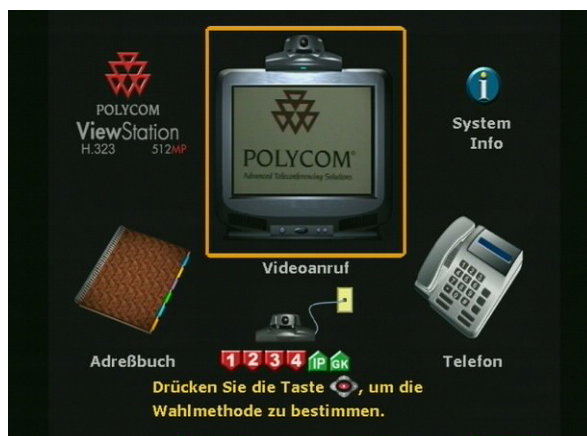 POLYCOM
ViewStation
H.323 512MP
POLYCOM®
Advanced Teleconferencing Solutions
System
Info
Videoanruf
Adreßbuch
1 2 3 4 IP GK
Telefon
Drücken Sie die Taste , um die
Wahlmethode zu bestimmen.